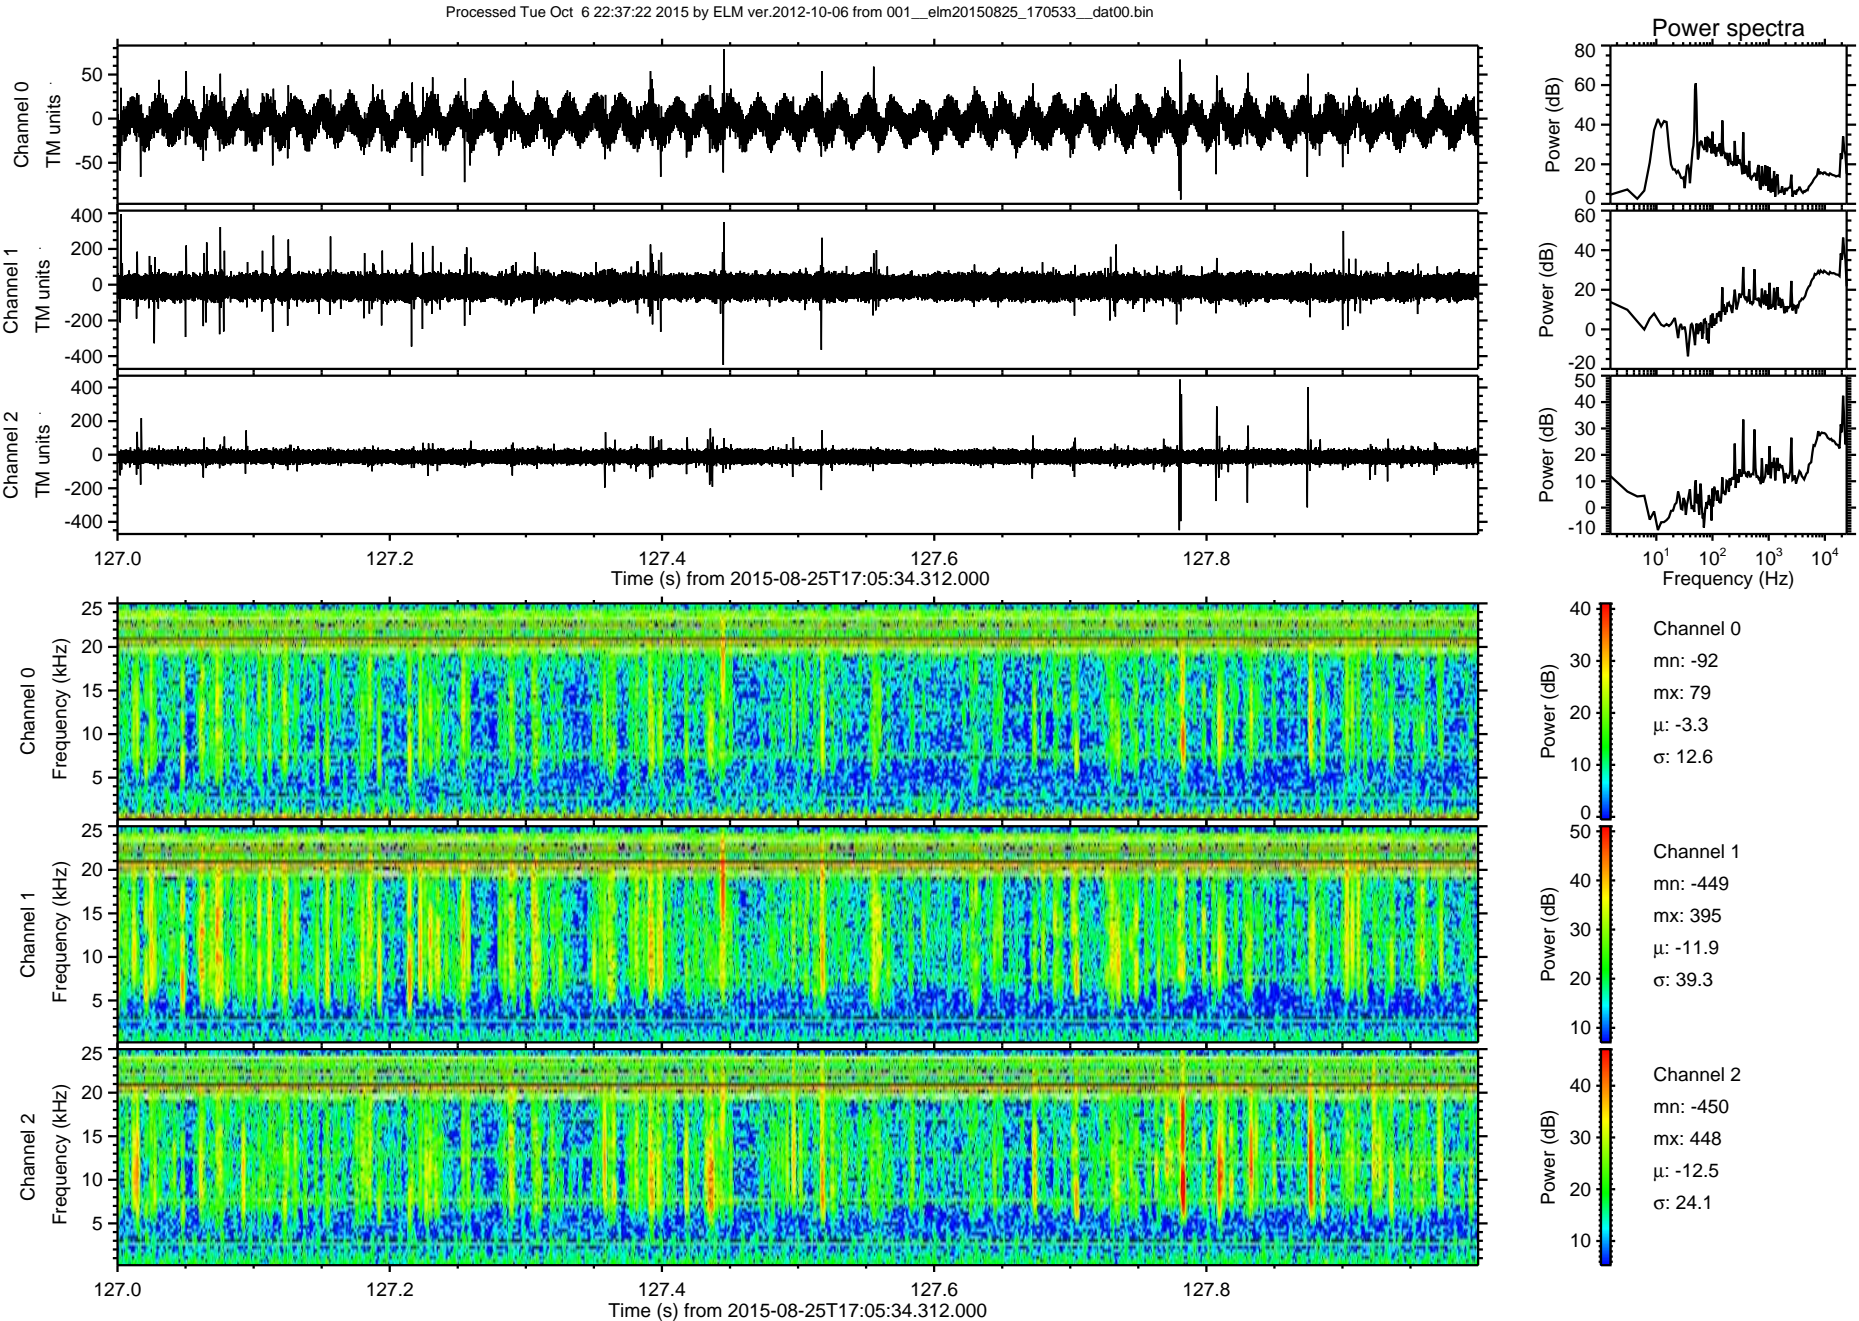 Processed Tue Oct  6 22:37:22 2015 by ELM ver.2012-10-06 from 001__elm20150825_170533__dat00.bin
Power spectra
Channel 0
TM units
50
0
-50
Power (dB)
80
60
40
20
0
Channel 1
TM units
400
200
0
-200
-400
Power (dB)
60
40
20
0
-20
Channel 2
TM units
400
200
0
-200
-400
Power (dB)
50
40
30
20
10
0
-10
127.0 127.2 127.4 127.6 127.8
Time (s) from 2015-08-25T17:05:34.312.000
10^1 10^2 10^3 10^4
Frequency (Hz)
Channel 0
Frequency (kHz)
25
20
15
10
5
Power (dB)
40
30
20
10
0
Channel 0
mn: -92
mx: 79
μ: -3.3
σ: 12.6
Channel 1
Frequency (kHz)
25
20
15
10
5
Power (dB)
50
40
30
20
10
Channel 1
mn: -449
mx: 395
μ: -11.9
σ: 39.3
Channel 2
Frequency (kHz)
25
20
15
10
5
Power (dB)
40
30
20
10
Channel 2
mn: -450
mx: 448
μ: -12.5
σ: 24.1
127.0 127.2 127.4 127.6 127.8
Time (s) from 2015-08-25T17:05:34.312.000